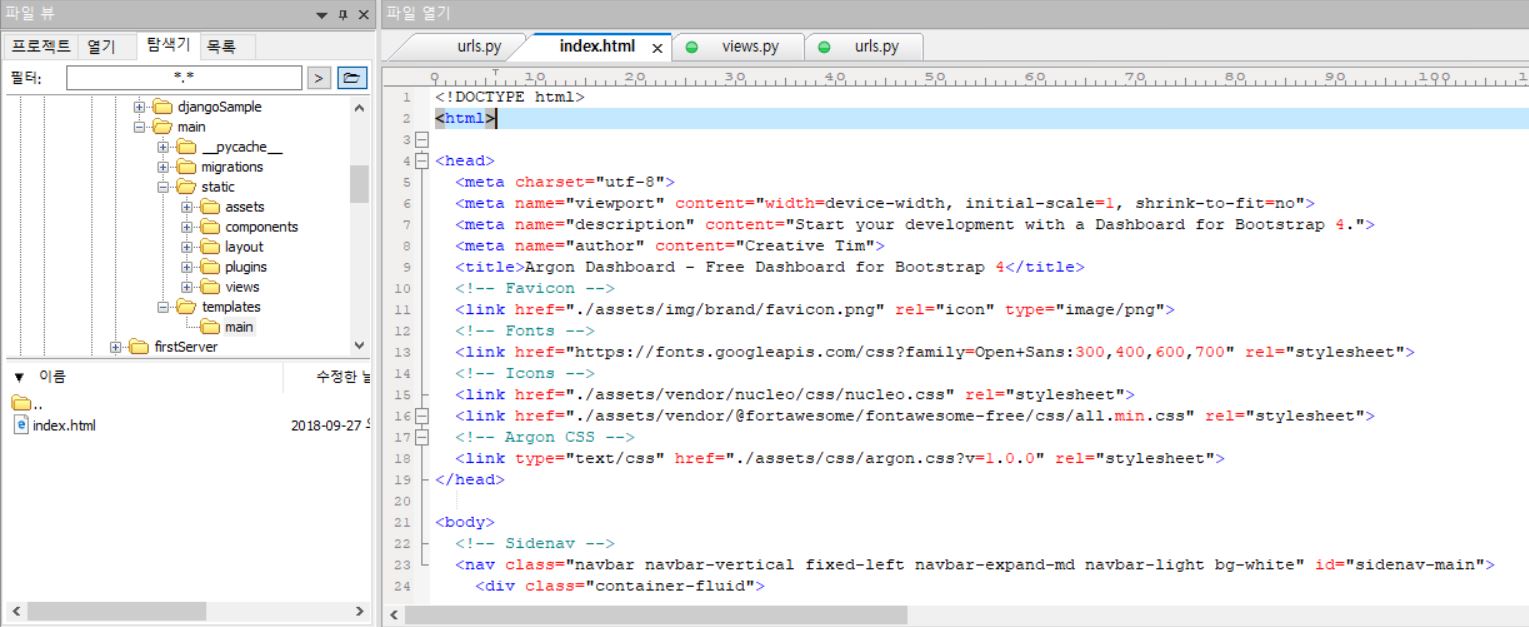 파일 뷰
프로젝트 열기 탐색기 목록
필터: *.* >
djangoSample
main
__pycache__
migrations
static
assets
components
layout
plugins
views
templates
main
firstServer
이름 수정한 날
..
index.html 2018-09-27
파일 열기
urls.py index.html views.py urls.py
0 10 20 30 40 50 60 70 80 90 100
1 <!DOCTYPE html>
2 <html>
3
4 <head>
5 <meta charset="utf-8">
6 <meta name="viewport" content="width=device-width, initial-scale=1, shrink-to-fit=no">
7 <meta name="description" content="Start your development with a Dashboard for Bootstrap 4.">
8 <meta name="author" content="Creative Tim">
9 <title>Argon Dashboard - Free Dashboard for Bootstrap 4</title>
10 <!-- Favicon -->
11 <link href="./assets/img/brand/favicon.png" rel="icon" type="image/png">
12 <!-- Fonts -->
13 <link href="https://fonts.googleapis.com/css?family=Open+Sans:300,400,600,700" rel="stylesheet">
14 <!-- Icons -->
15 <link href="./assets/vendor/nucleo/css/nucleo.css" rel="stylesheet">
16 <link href="./assets/vendor/@fortawesome/fontawesome-free/css/all.min.css" rel="stylesheet">
17 <!-- Argon CSS -->
18 <link type="text/css" href="./assets/css/argon.css?v=1.0.0" rel="stylesheet">
19 </head>
20
21 <body>
22 <!-- Sidenav -->
23 <nav class="navbar navbar-vertical fixed-left navbar-expand-md navbar-light bg-white" id="sidenav-main">
24 <div class="container-fluid">